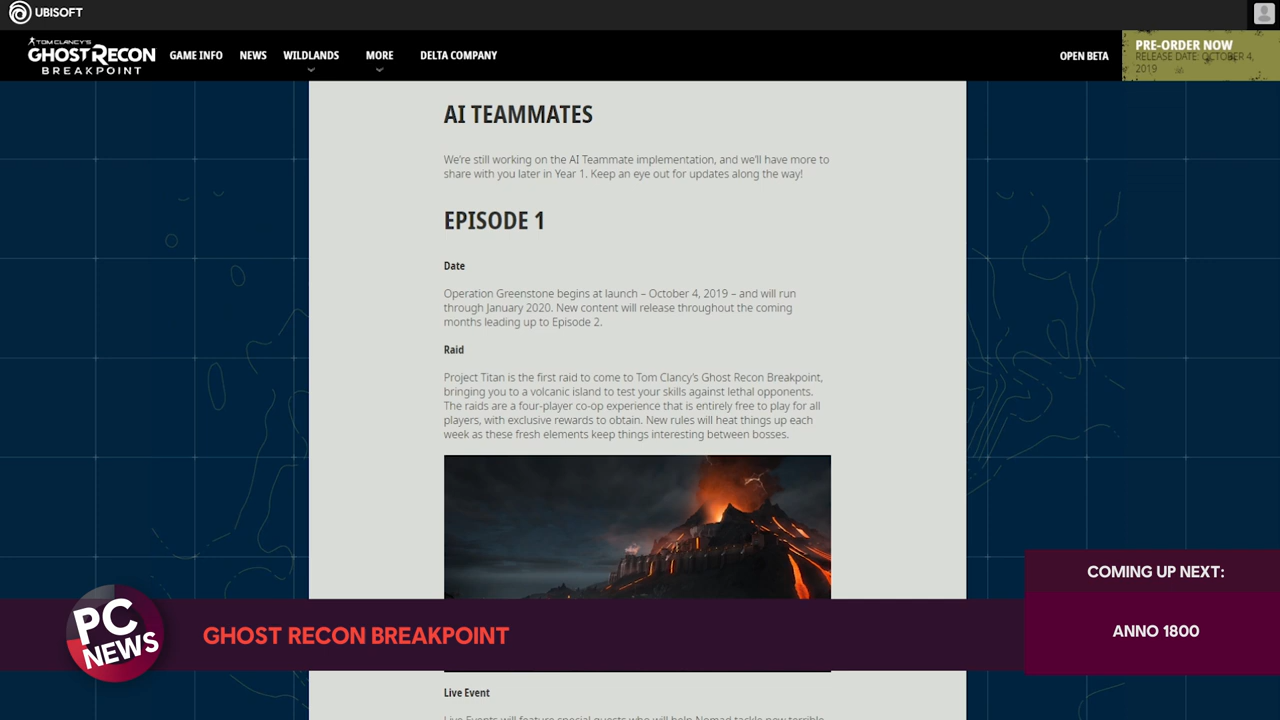 UBISOFT
TOM CLANCY'S
GHOST RECON
BREAKPOINT
GAME INFO
NEWS
WILDLANDS
MORE
DELTA COMPANY
OPEN BETA
PRE-ORDER NOW
RELEASE DATE: OCTOBER 4,
2019
AI TEAMMATES
We're still working on the AI Teammate implementation, and we'll have more to
share with you later in Year 1. Keep an eye out for updates along the way!
EPISODE 1
Date
Operation Greenstone begins at launch – October 4, 2019 – and will run
through January 2020. New content will release throughout the coming
months leading up to Episode 2.
Raid
Project Titan is the first raid to come to Tom Clancy's Ghost Recon Breakpoint,
bringing you to a volcanic island to test your skills against lethal opponents.
The raids are a four-player co-op experience that is entirely free to play for all
players, with exclusive rewards to obtain. New rules will heat things up each
week as these fresh elements keep things interesting between bosses.
COMING UP NEXT:
ANNO 1800
PC
NEWS
GHOST RECON BREAKPOINT
Live Event
Live Events will feature special guests who will help Nomad tackle new terrible